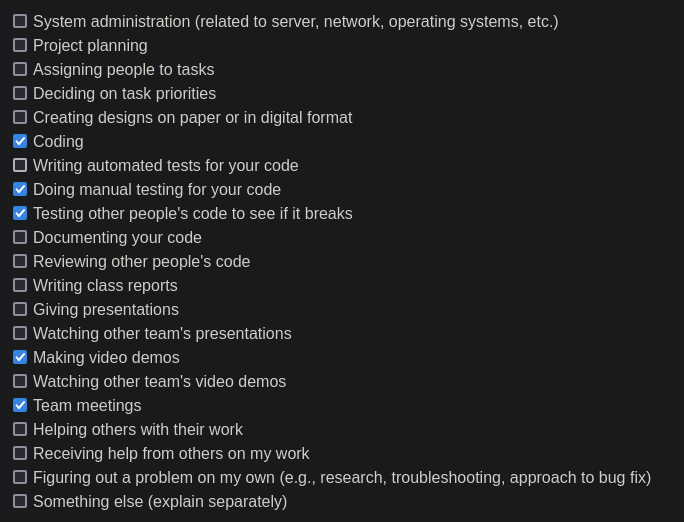 System administration (related to server, network, operating systems, etc.)
Project planning
Assigning people to tasks
Deciding on task priorities
Creating designs on paper or in digital format
Coding
Writing automated tests for your code
Doing manual testing for your code
Testing other people's code to see if it breaks
Documenting your code
Reviewing other people's code
Writing class reports
Giving presentations
Watching other team's presentations
Making video demos
Watching other team's video demos
Team meetings
Helping others with their work
Receiving help from others on my work
Figuring out a problem on my own (e.g., research, troubleshooting, approach to bug fix)
Something else (explain separately)